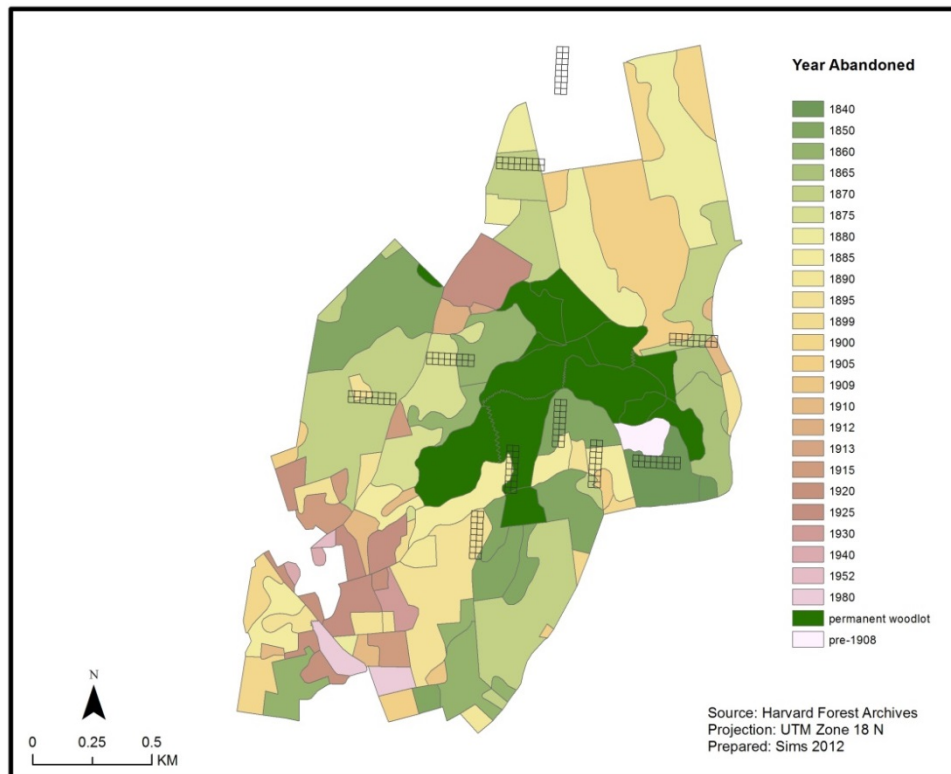 Year Abandoned
1840
1850
1860
1865
1870
1875
1880
1885
1890
1895
1899
1900
1905
1909
1910
1912
1913
1915
1920
1925
1930
1940
1952
1980
permanent woodlot
pre-1908
N
0 0.25 0.5
KM
Source: Harvard Forest Archives
Projection: UTM Zone 18 N
Prepared: Sims 2012